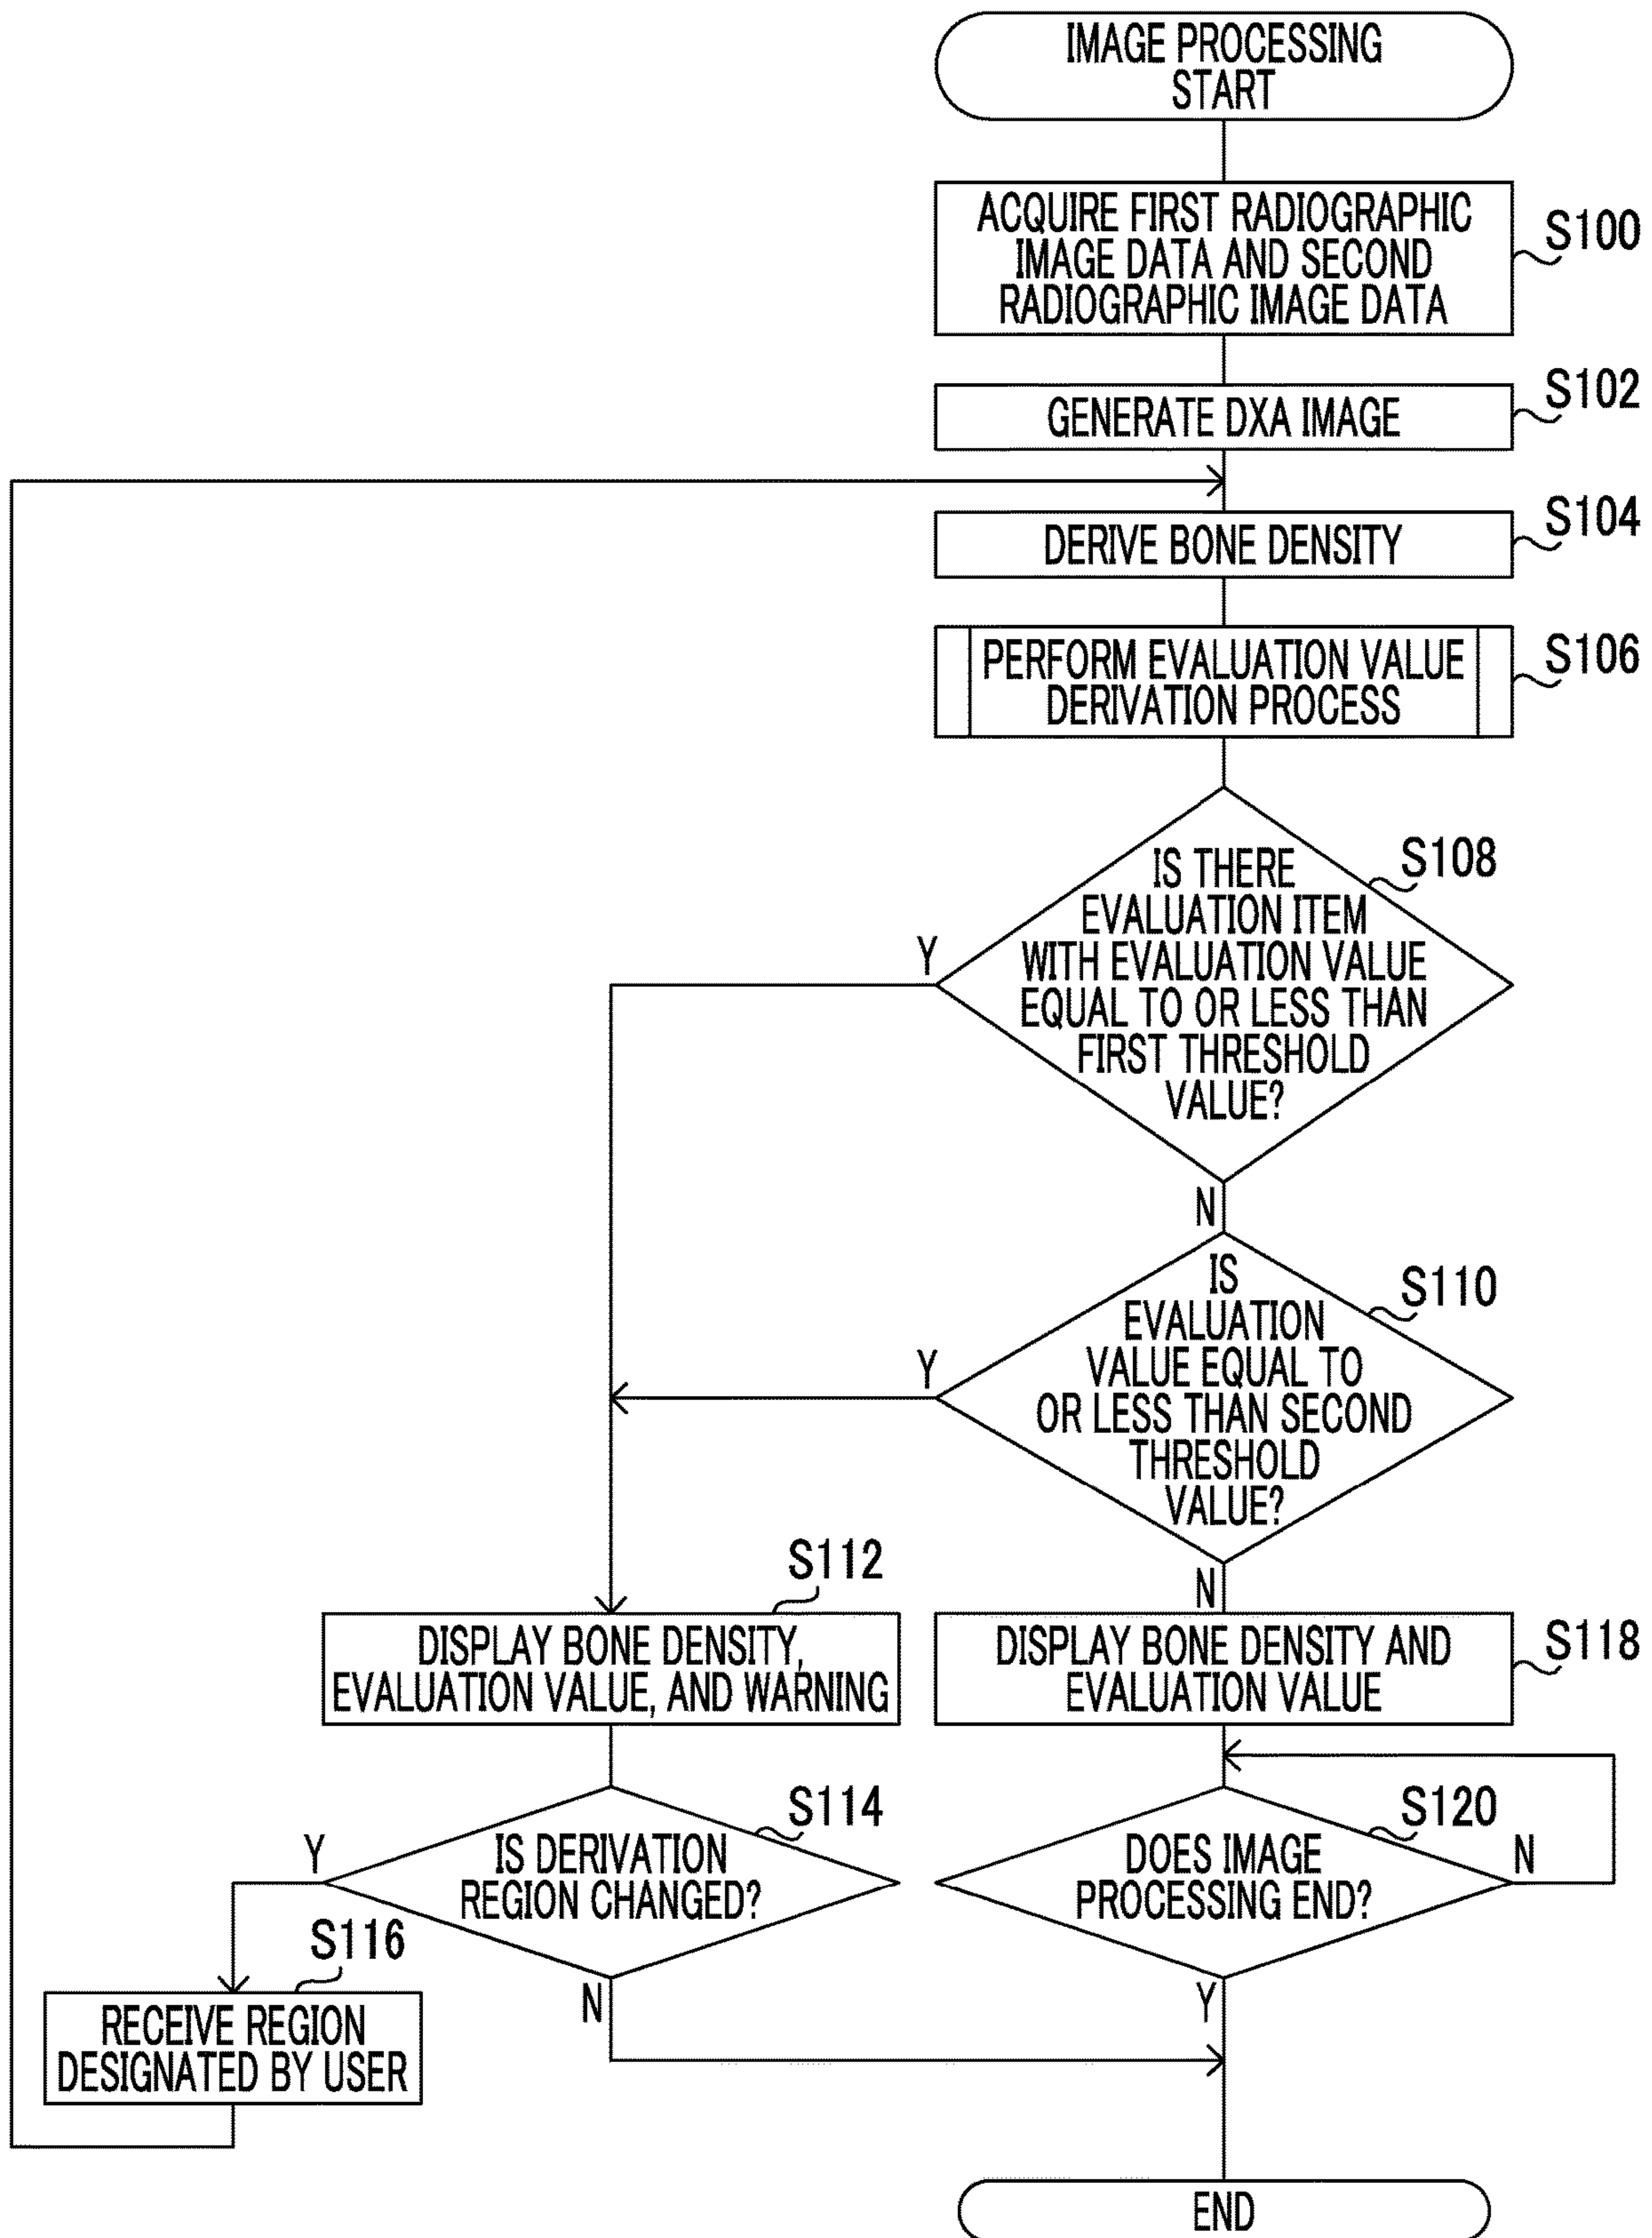 IMAGE PROCESSING
START
ACQUIRE FIRST RADIOGRAPHIC
IMAGE DATA AND SECOND
RADIOGRAPHIC IMAGE DATA
S100
GENERATE DXA IMAGE
S102
DERIVE BONE DENSITY
S104
PERFORM EVALUATION VALUE
DERIVATION PROCESS
S106
IS THERE
EVALUATION ITEM
WITH EVALUATION VALUE
EQUAL TO OR LESS THAN
FIRST THRESHOLD
VALUE?
S108
Y
N
IS
EVALUATION
VALUE EQUAL TO
OR LESS THAN SECOND
THRESHOLD
VALUE?
S110
Y
N
S112
DISPLAY BONE DENSITY,
EVALUATION VALUE, AND WARNING
DISPLAY BONE DENSITY AND
EVALUATION VALUE
S118
IS DERIVATION
REGION CHANGED?
S114
Y
N
DOES IMAGE
PROCESSING END?
S120
N
Y
S116
RECEIVE REGION
DESIGNATED BY USER
END